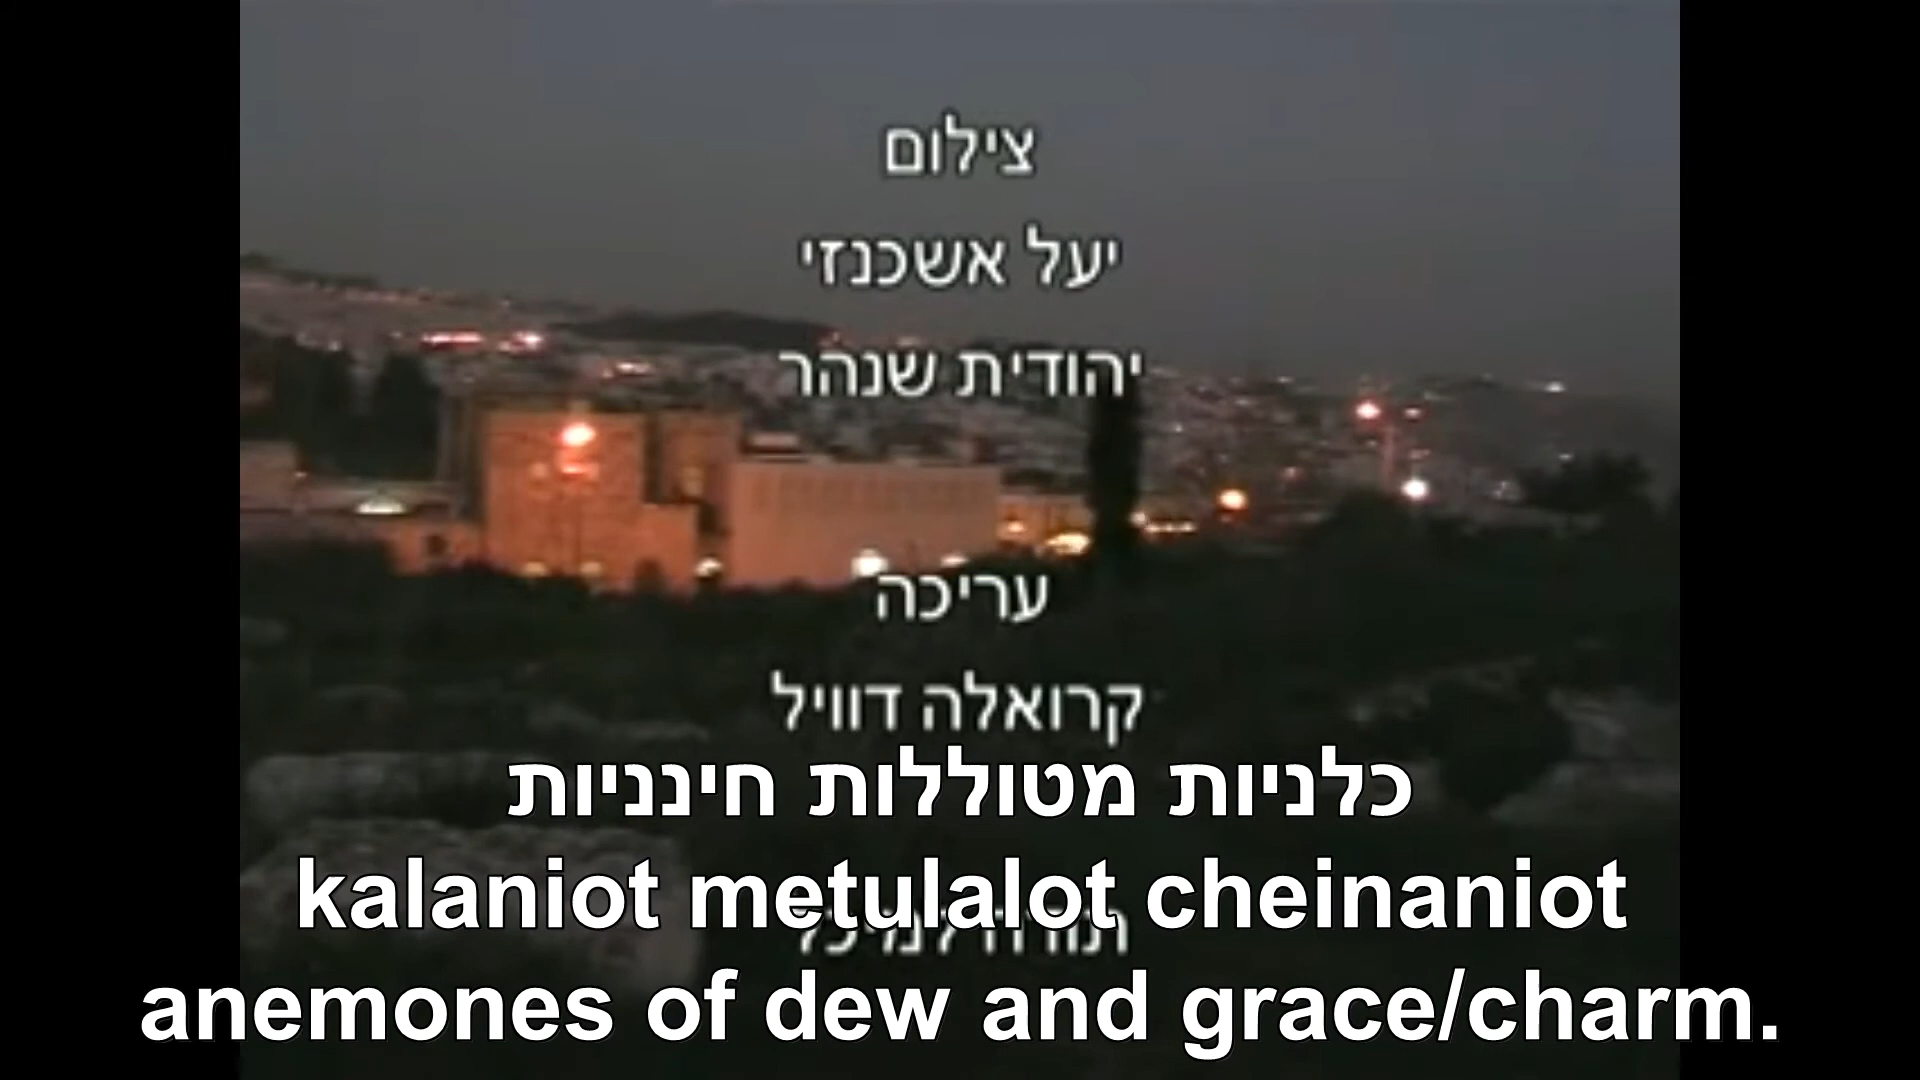 צילום
יעל אשכנזי
יהודית שנהר
עריכה
קרואלה דוויל
כלניות מטוללות חינניות
kalaniot metulalot cheinaniot
anemones of dew and grace/charm.